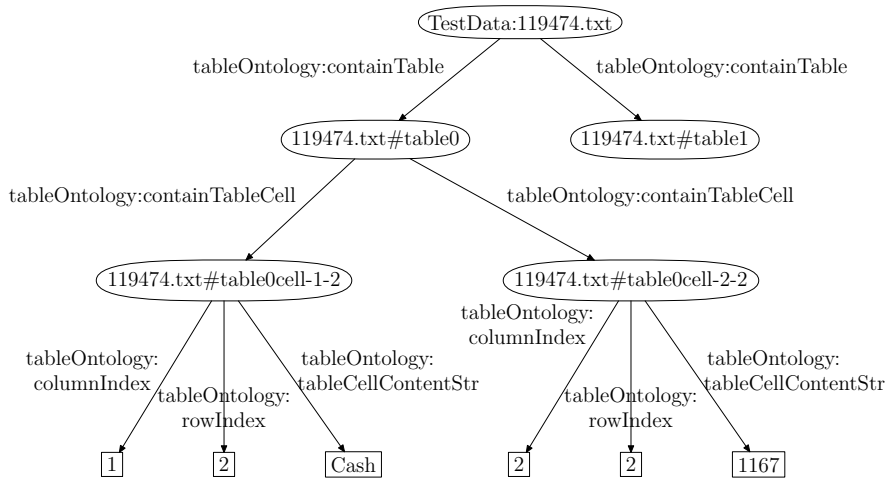 TestData:119474.txt
tableOntology:containTable
tableOntology:containTable
119474.txt#table0
119474.txt#table1
tableOntology:containTableCell
tableOntology:containTableCell
119474.txt#table0cell-1-2
119474.txt#table0cell-2-2
tableOntology:
columnIndex
tableOntology:
rowIndex
tableOntology:
tableCellContentStr
tableOntology:
columnIndex
tableOntology:
rowIndex
tableOntology:
tableCellContentStr
1
2
Cash
2
2
1167